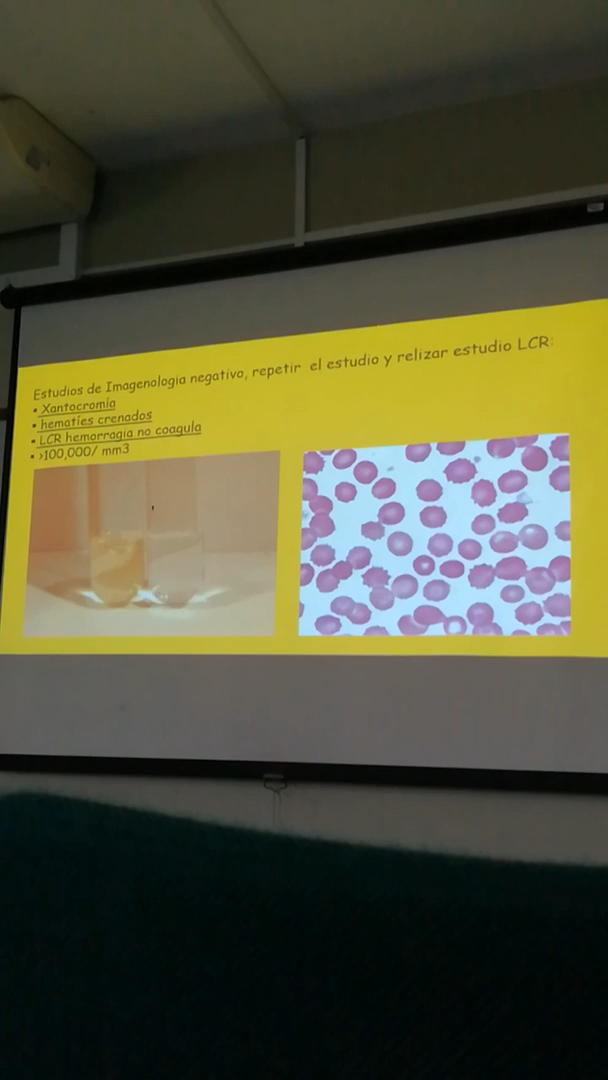 Estudios de Imagenologia negativo, repetir el estudio y relizar estudio LCR:
• Xantocromía
• hematíes crenados
• LCR hemorragia no coagula
• >100,000/ mm3